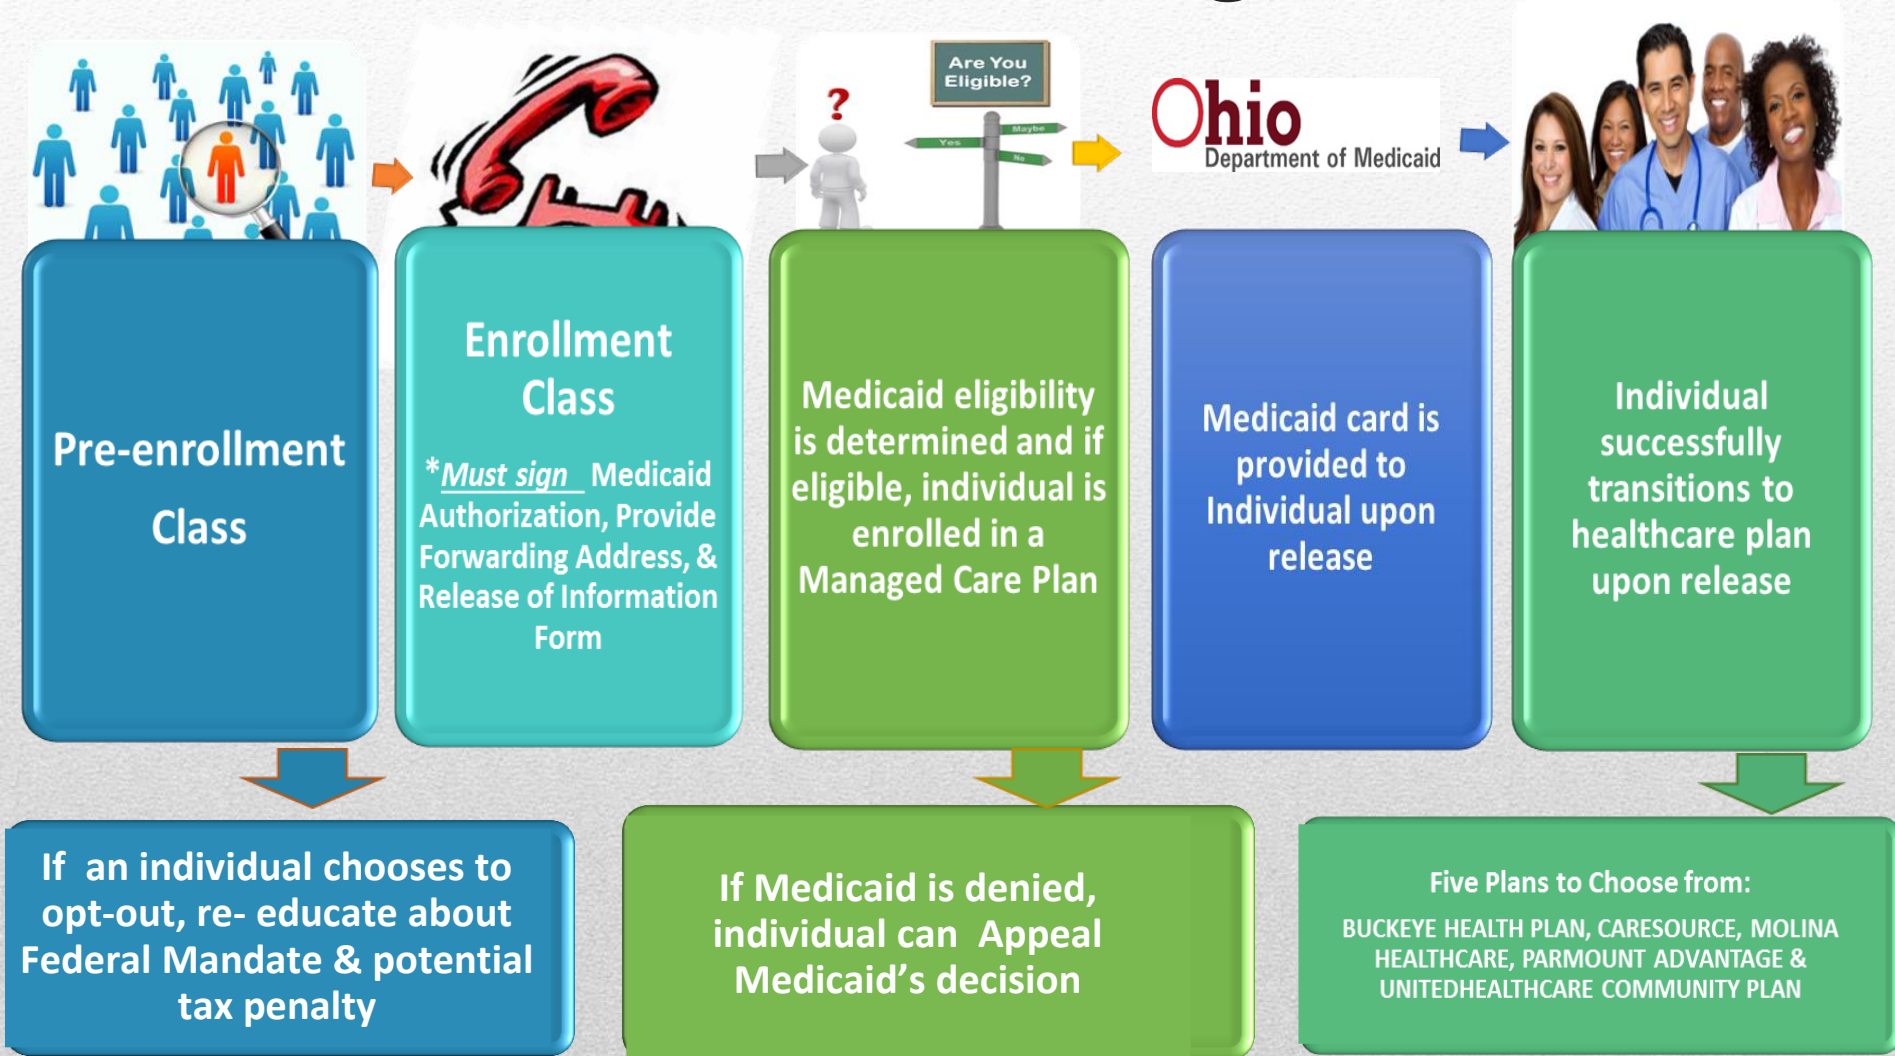 Are You
Eligible?
Maybe
Yes
No
?
Ohio
Department of Medicaid
Pre-enrollment
Class
Enrollment
Class
*Must sign Medicaid
Authorization, Provide
Forwarding Address, &
Release of Information
Form
Medicaid eligibility
is determined and if
eligible, individual is
enrolled in a
Managed Care Plan
Medicaid card is
provided to
Individual upon
release
Individual
successfully
transitions to
healthcare plan
upon release
If an individual chooses to
opt-out, re- educate about
Federal Mandate & potential
tax penalty
If Medicaid is denied,
individual can Appeal
Medicaid's decision
Five Plans to Choose from:
BUCKEYE HEALTH PLAN, CARESOURCE, MOLINA
HEALTHCARE, PARMOUNT ADVANTAGE &
UNITEDHEALTHCARE COMMUNITY PLAN